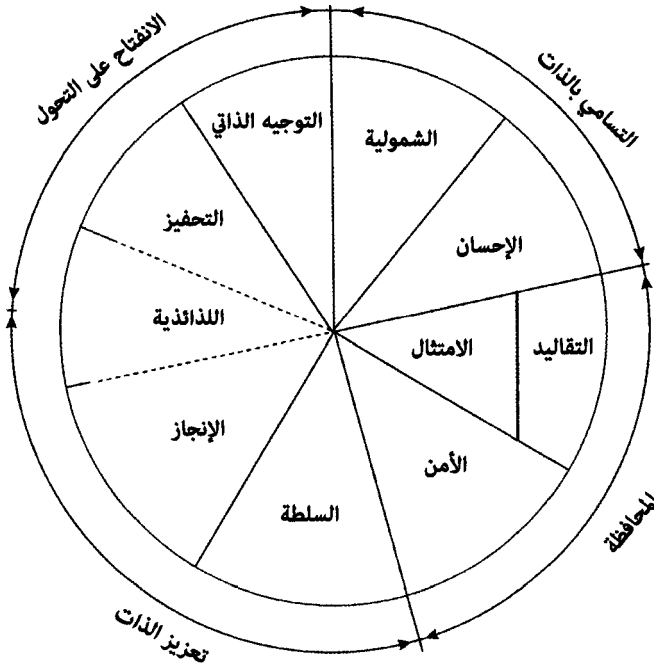 الانفتاح على التحول
التسامي بالذات
التوجيه الذاتي
الشمولية
التحفيز
الإحسان
اللذائذية
الامتثال
التقاليد
الإنجاز
الأمن
السلطة
المحافظة
تعزيز الذات